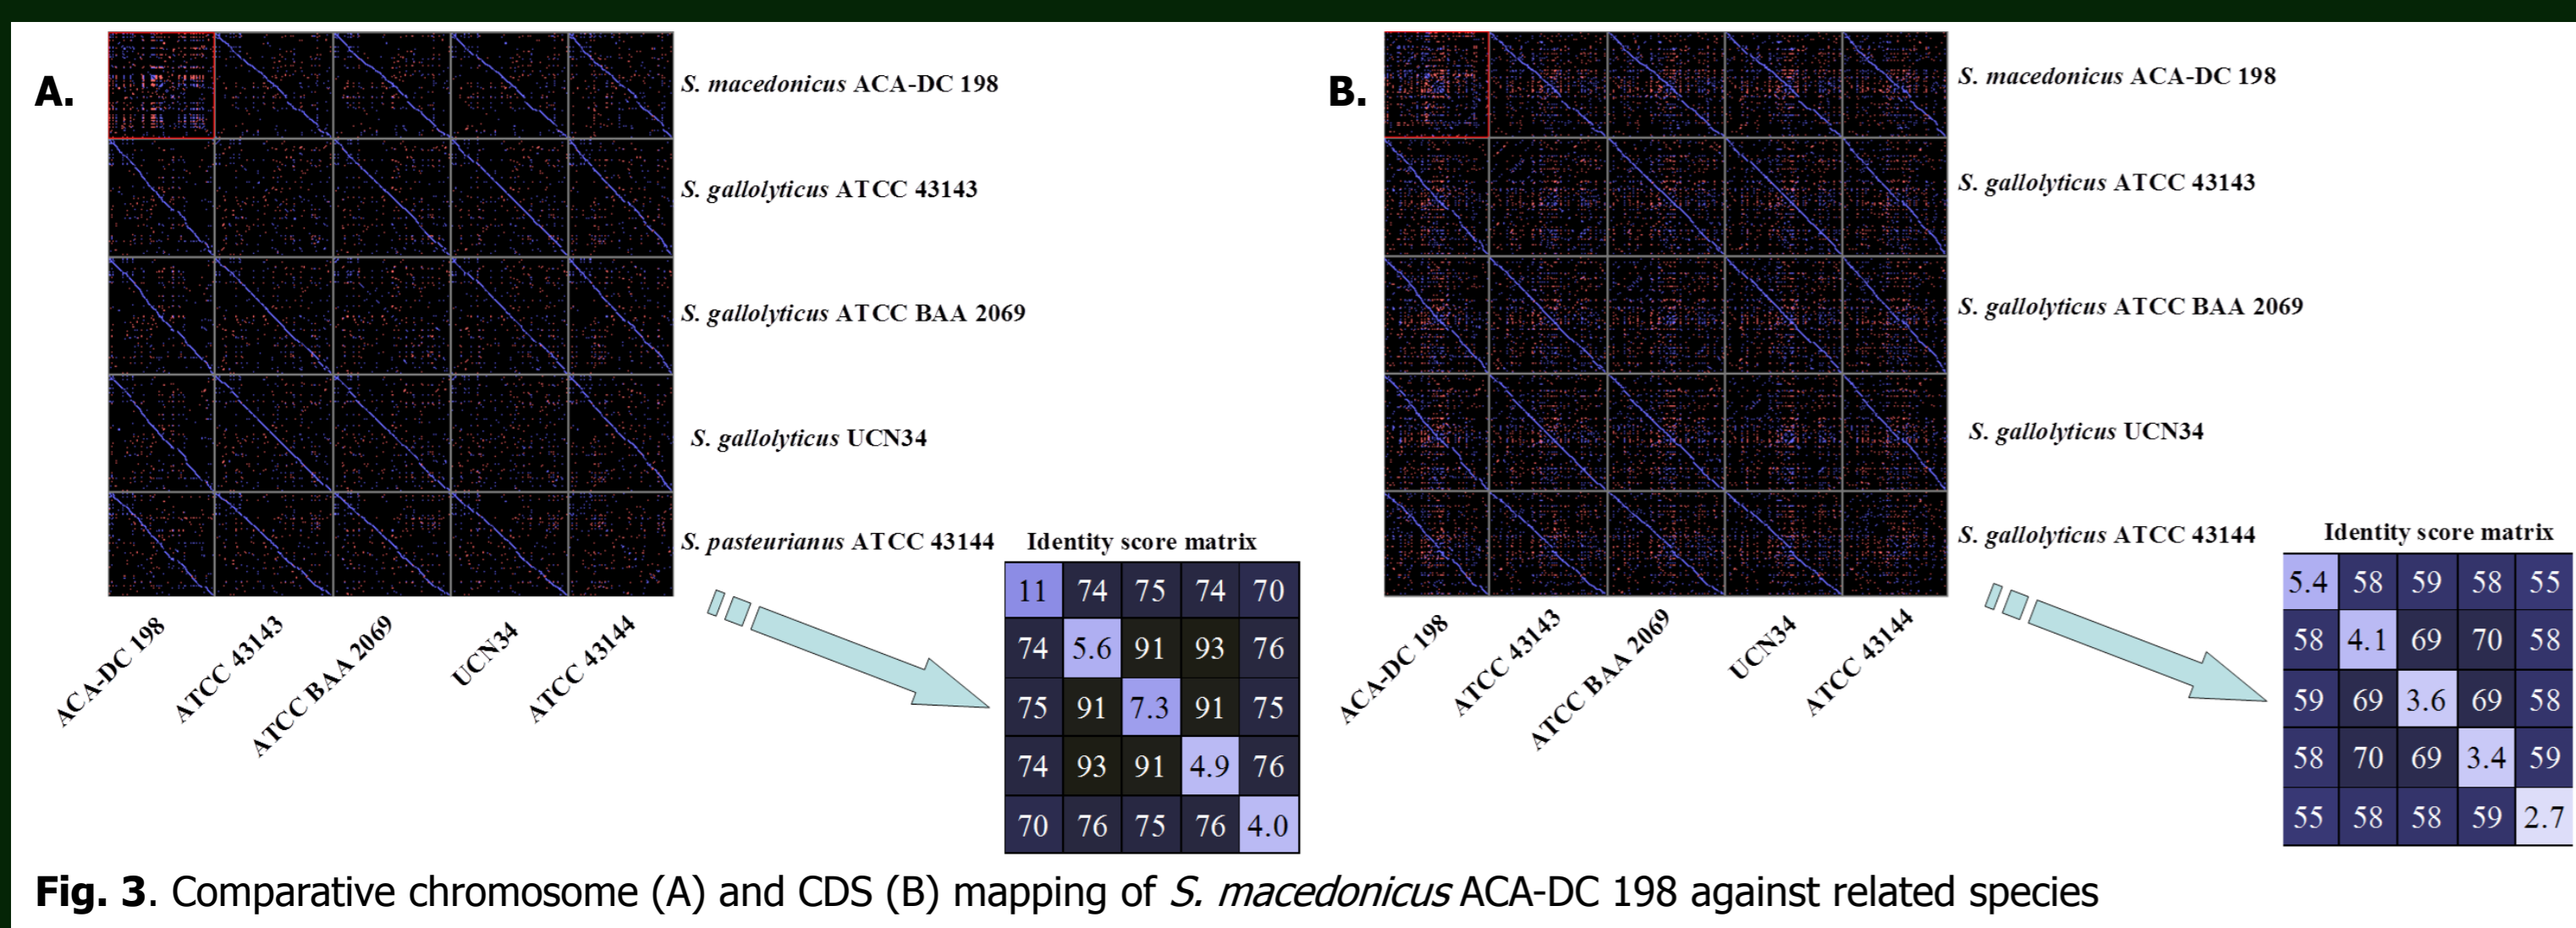 A.
S. macedonicus ACA-DC 198
S. gallolyticus ATCC 43143
S. gallolyticus ATCC BAA 2069
S. gallolyticus UCN34
S. pasteurianus ATCC 43144
ACA-DC 198
ATCC 43143
ATCC BAA 2069
UCN34
ATCC 43144
Identity score matrix
11 74 75 74 70
74 5.6 91 93 76
75 91 7.3 91 75
74 93 91 4.9 76
70 76 75 76 4.0
B.
S. macedonicus ACA-DC 198
S. gallolyticus ATCC 43143
S. gallolyticus ATCC BAA 2069
S. gallolyticus UCN34
S. gallolyticus ATCC 43144
ACA-DC 198
ATCC 43143
ATCC BAA 2069
UCN34
ATCC 43144
Identity score matrix
5.4 58 59 58 55
58 4.1 69 70 58
59 69 3.6 69 58
58 70 69 3.4 59
55 58 58 59 2.7
Fig. 3. Comparative chromosome (A) and CDS (B) mapping of S. macedonicus ACA-DC 198 against related species